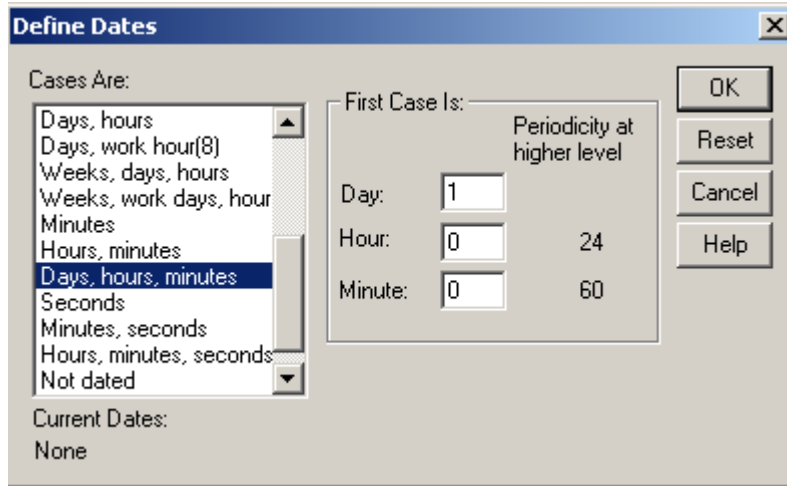 Define Dates
Cases Are:
Days, hours
Days, work hour(8)
Weeks, days, hours
Weeks, work days, hour
Minutes
Hours, minutes
Days, hours, minutes
Seconds
Minutes, seconds
Hours, minutes, seconds
Not dated
Current Dates:
None
First Case Is:
Periodicity at
higher level
Day: 1
Hour: 0 24
Minute: 0 60
OK
Reset
Cancel
Help